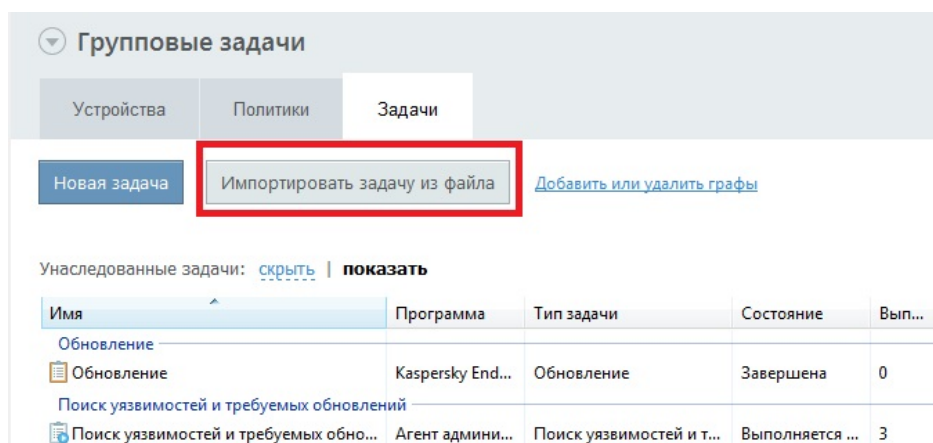 Групповые задачи
Устройства Политики Задачи
Новая задача Импортировать задачу из файла Добавить или удалить графы
Унаследованные задачи: скрыть | показать
Имя Программа Тип задачи Состояние Вып...
Обновление
Обновление Kaspersky End... Обновление Завершена 0
Поиск уязвимостей и требуемых обновлений
Поиск уязвимостей и требуемых обно... Агент админи... Поиск уязвимостей и т... Выполняется ... 3